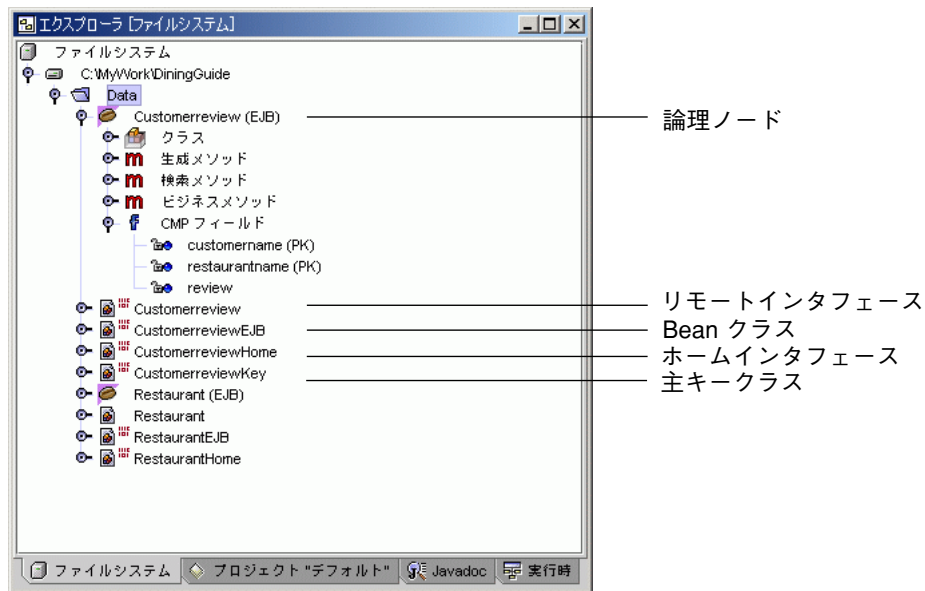 エクスプローラ [ファイルシステム]
ファイルシステム
C:\MyWork\DiningGuide
Data
Customerreview (EJB)
論理ノード
クラス
生成メソッド
検索メソッド
ビジネスメソッド
CMP フィールド
customername (PK)
restaurantname (PK)
review
Customerreview
リモートインタフェース
CustomerreviewEJB
Bean クラス
CustomerreviewHome
ホームインタフェース
CustomerreviewKey
主キークラス
Restaurant (EJB)
Restaurant
RestaurantEJB
RestaurantHome
ファイルシステム プロジェクト "デフォルト" Javadoc 実行時